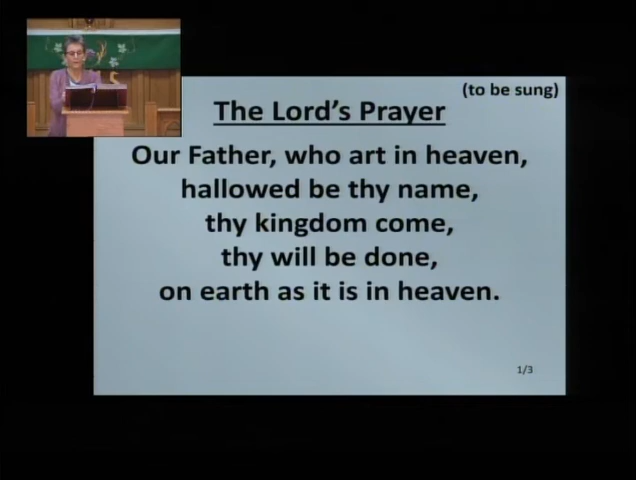 (to be sung)
The Lord's Prayer
Our Father, who art in heaven,
hallowed be thy name,
thy kingdom come,
thy will be done,
on earth as it is in heaven.
1/3